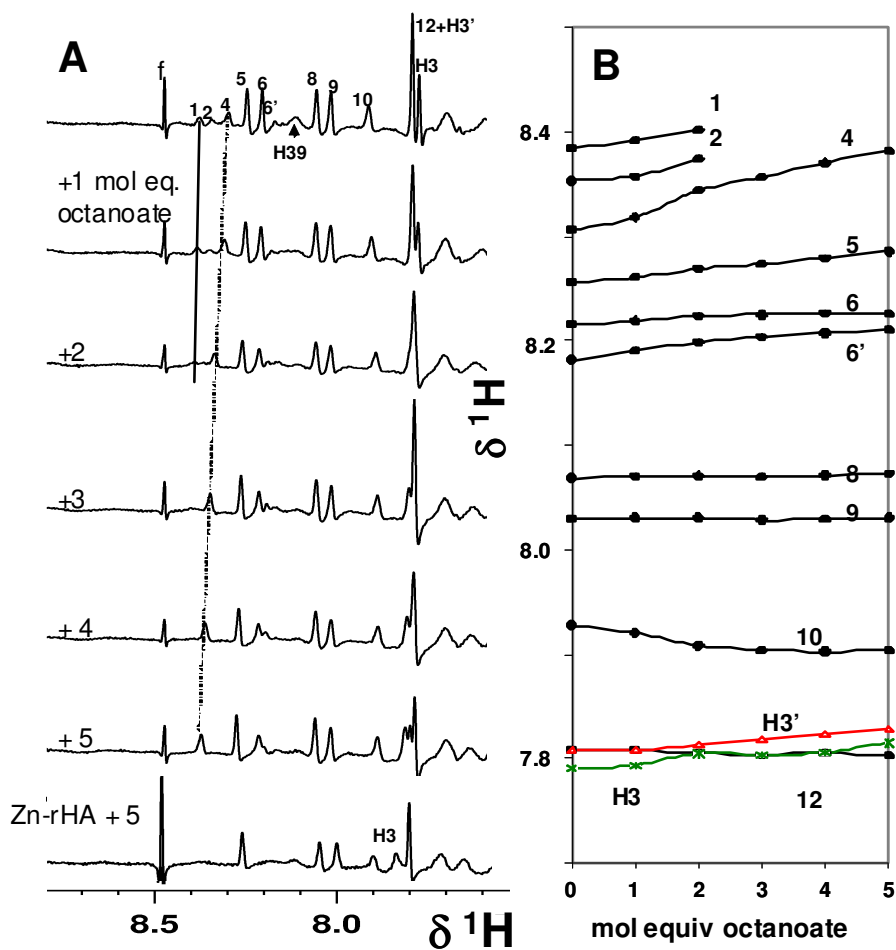 A
B
f
1 2 4 5 6 6' 8 9 10 12+H3' H3
H39
+1 mol eq.
octanoate
+2
+3
+ 4
+ 5
Zn-rHA + 5
H3
8.5 8.0
δ ¹H
δ ¹H
8.4
8.2
8.0
7.8
1
2
4
5
6
6'
8
9
10
H3'
H3
12
0 1 2 3 4 5
mol equiv octanoate